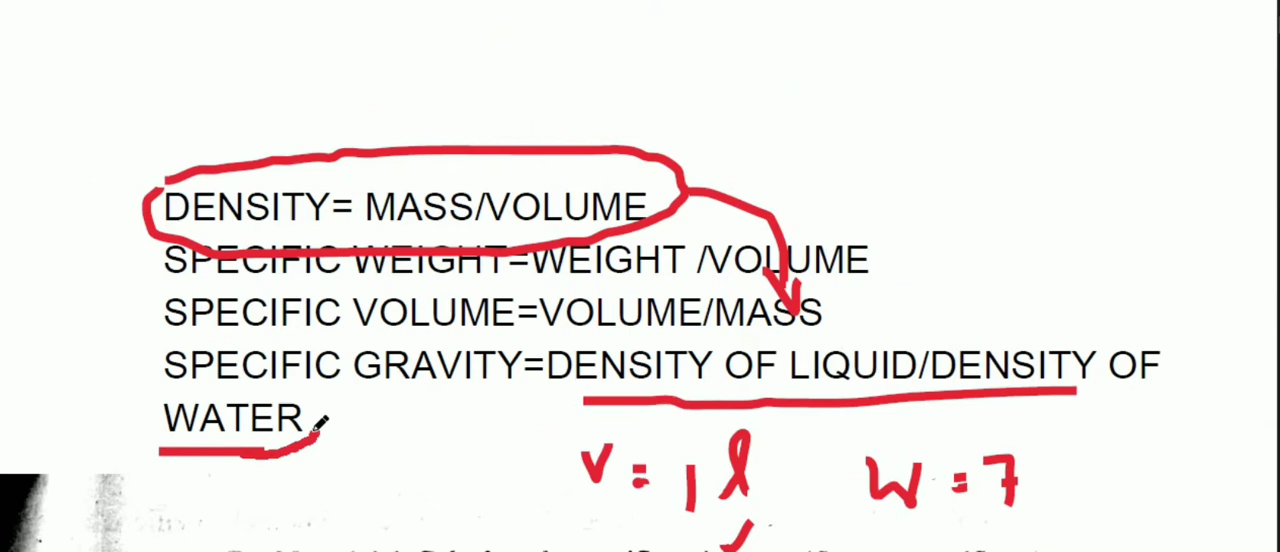 DENSITY= MASS/VOLUME
SPECIFIC WEIGHT=WEIGHT /VOLUME
SPECIFIC VOLUME=VOLUME/MASS
SPECIFIC GRAVITY=DENSITY OF LIQUID/DENSITY OF
WATER
v = 1 l W = 7